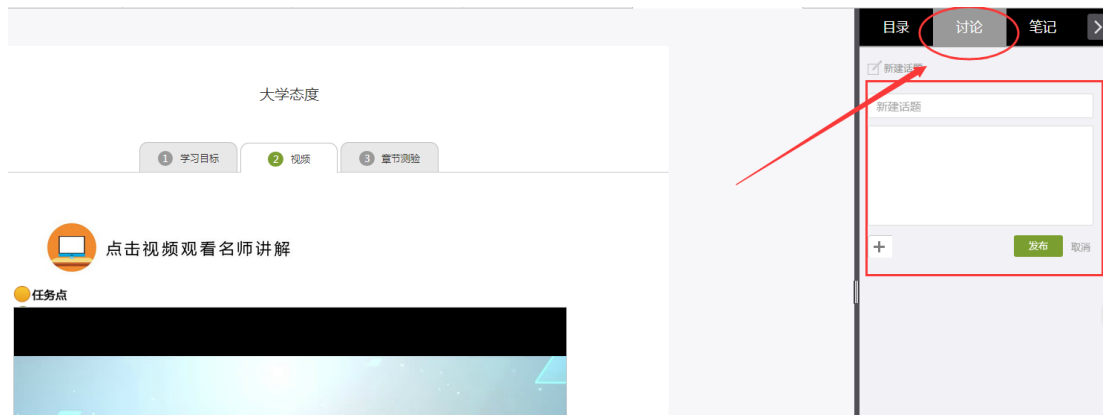 目录 讨论 笔记
新建话题
大学态度
新建话题
1 学习目标 2 视频 3 章节测验
点击视频观看名师讲解
发布 取消
任务点